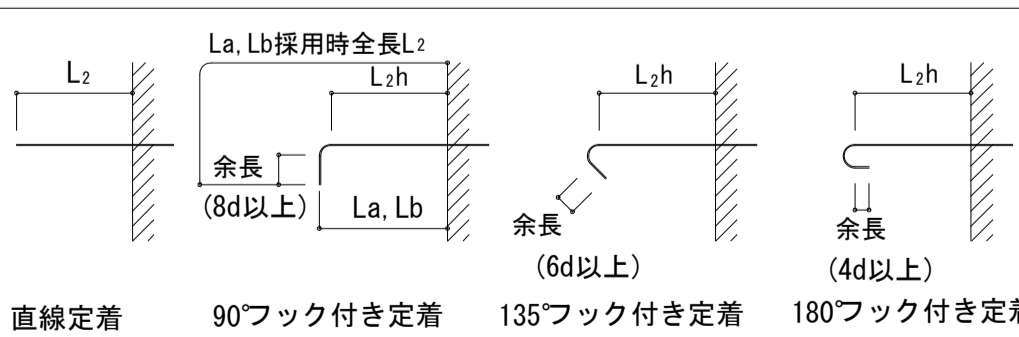 L2
直線定着
La, Lb採用時全長L2
L2h
余長
(8d以上)
La, Lb
90°フック付き定着
L2h
余長
(6d以上)
135°フック付き定着
L2h
余長
(4d以上)
180°フック付き定着